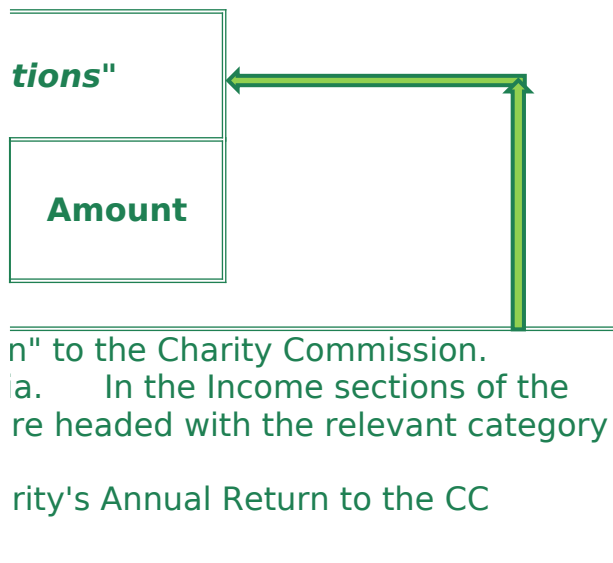 tions"
Amount
n" to the Charity Commission.
ia. In the Income sections of the
re headed with the relevant category
rity's Annual Return to the CC